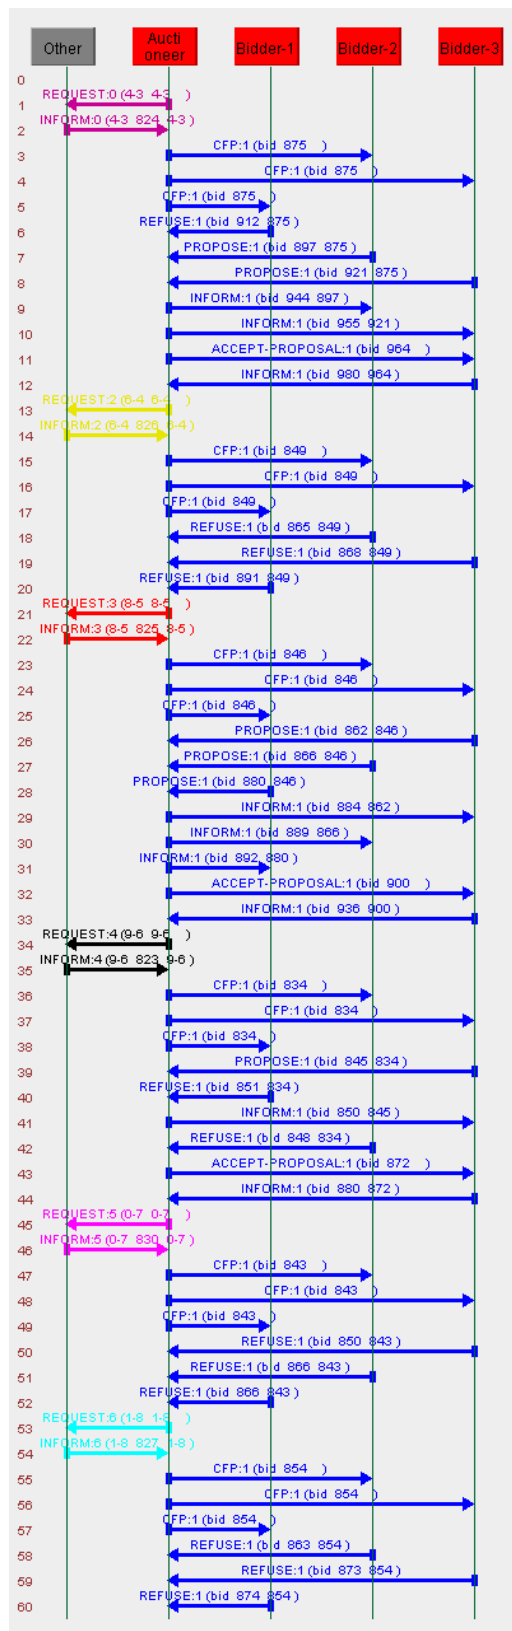 Other
Aucti
oneer
Bidder-1
Bidder-2
Bidder-3
0
REQUEST:0 (4-3 4-3 )
1
INFORM:0 (4-3 824 4-3 )
2
CFP:1 (bid 875 )
3
CFP:1 (bid 875 )
4
CFP:1 (bid 875 )
5
REFUSE:1 (bid 912 875 )
6
PROPOSE:1 (bid 897 875 )
7
PROPOSE:1 (bid 921 875 )
8
INFORM:1 (bid 944 897 )
9
INFORM:1 (bid 955 921 )
10
ACCEPT-PROPOSAL:1 (bid 964 )
11
INFORM:1 (bid 980 964 )
12
REQUEST:2 (6-4 6-4 )
13
INFORM:2 (6-4 826 6-4 )
14
CFP:1 (bid 849 )
15
CFP:1 (bid 849 )
16
CFP:1 (bid 849 )
17
REFUSE:1 (bid 865 849 )
18
REFUSE:1 (bid 868 849 )
19
REFUSE:1 (bid 891 849 )
20
REQUEST:3 (8-5 8-5 )
21
INFORM:3 (8-5 825 8-5 )
22
CFP:1 (bid 846 )
23
CFP:1 (bid 846 )
24
CFP:1 (bid 846 )
25
PROPOSE:1 (bid 862 846 )
26
PROPOSE:1 (bid 866 846 )
27
PROPOSE:1 (bid 880 846 )
28
INFORM:1 (bid 884 862 )
29
INFORM:1 (bid 889 866 )
30
INFORM:1 (bid 892 880 )
31
ACCEPT-PROPOSAL:1 (bid 900 )
32
INFORM:1 (bid 936 900 )
33
REQUEST:4 (9-6 9-6 )
34
INFORM:4 (9-6 823 9-6 )
35
CFP:1 (bid 834 )
36
CFP:1 (bid 834 )
37
CFP:1 (bid 834 )
38
PROPOSE:1 (bid 845 834 )
39
REFUSE:1 (bid 851 834 )
40
INFORM:1 (bid 850 845 )
41
REFUSE:1 (bid 848 834 )
42
ACCEPT-PROPOSAL:1 (bid 872 )
43
INFORM:1 (bid 880 872 )
44
REQUEST:5 (0-7 0-7 )
45
INFORM:5 (0-7 830 0-7 )
46
CFP:1 (bid 843 )
47
CFP:1 (bid 843 )
48
CFP:1 (bid 843 )
49
REFUSE:1 (bid 850 843 )
50
REFUSE:1 (bid 866 843 )
51
REFUSE:1 (bid 866 843 )
52
REQUEST:6 (1-8 1-8 )
53
INFORM:6 (1-8 827 1-8 )
54
CFP:1 (bid 854 )
55
CFP:1 (bid 854 )
56
CFP:1 (bid 854 )
57
REFUSE:1 (bid 863 854 )
58
REFUSE:1 (bid 873 854 )
59
REFUSE:1 (bid 874 854 )
60